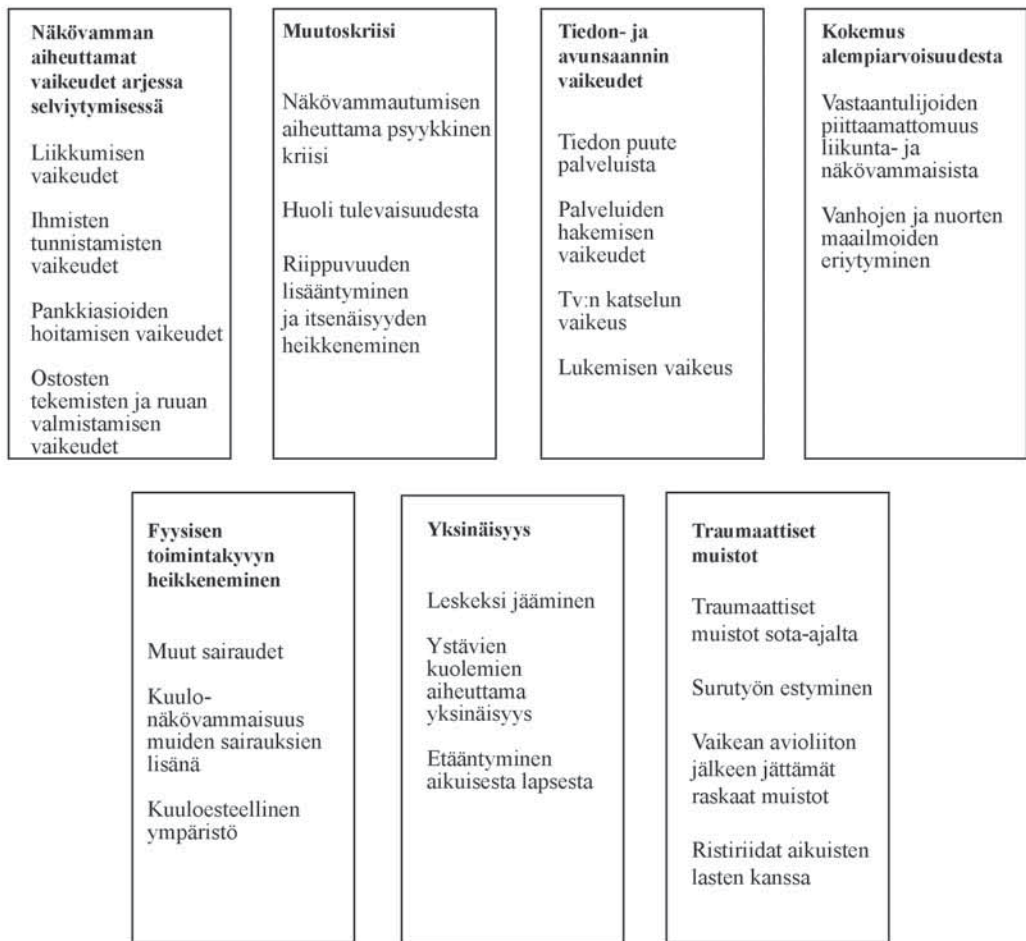 Näkövamman
aiheuttamat
vaikeudet arjessa
selviytymisessä
Liikkumisen
vaikeudet
Ihmisten
tunnistamisten
vaikeudet
Pankkiasioiden
hoitamisen vaikeudet
Ostosten
tekemisten ja ruuan
valmistamisen
vaikeudet
Muutoskriisi
Näkövammautumisen
aiheuttama psyykkinen
kriisi
Huoli tulevaisuudesta
Riippuvuuden
lisääntyminen
ja itsenäisyyden
heikkeneminen
Tiedon- ja
avunsaannin
vaikeudet
Tiedon puute
palveluista
Palveluiden
hakemisen
vaikeudet
Tv:n katselun
vaikeus
Lukemisen vaikeus
Kokemus
alempiarvoisuudesta
Vastaantulijoiden
piittaamattomuus
liikunta- ja
näkövammaisista
Vanhojen ja nuorten
maailmoiden
eriytyminen
Fyysisen
toimintakyvyn
heikkeneminen
Muut sairaudet
Kuulo-
näkövammaisuus
muiden sairauksien
lisänä
Kuuloesteellinen
ympäristö
Yksinäisyys
Leskeksi jääminen
Ystävien
kuolemien
aiheuttama
yksinäisyys
Etääntyminen
aikuisesta lapsesta
Traumaattiset
muistot
Traumaattiset
muistot sota-ajalta
Surutyön estyminen
Vaikean avioliiton
jälkeen jättämät
raskaat muistot
Ristiriidat aikuisten
lasten kanssa